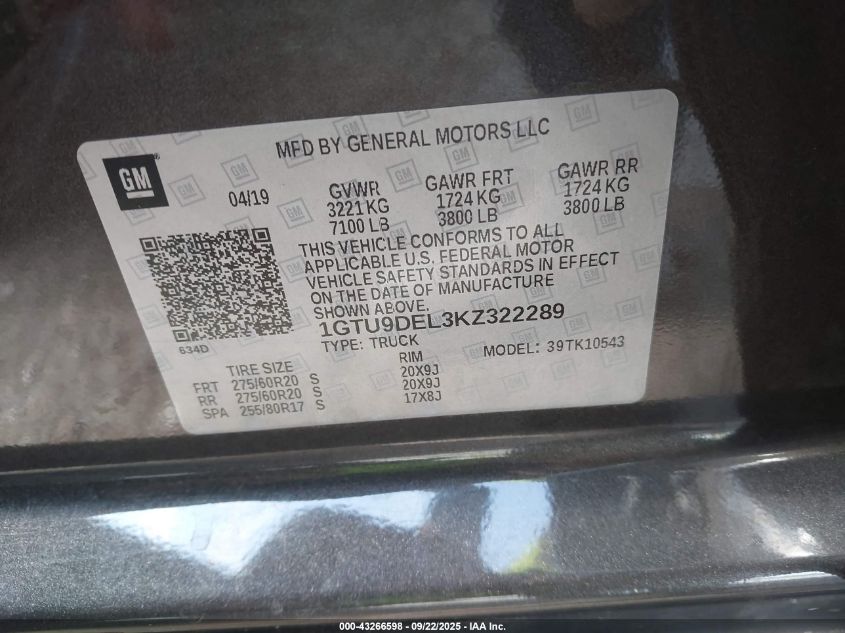 MFD BY GENERAL MOTORS LLC
GM
04/19
GVWR
3221 KG
7100 LB
GAWR FRT
1724 KG
3800 LB
GAWR RR
1724 KG
3800 LB
THIS VEHICLE CONFORMS TO ALL
APPLICABLE U.S. FEDERAL MOTOR
VEHICLE SAFETY STANDARDS IN EFFECT
ON THE DATE OF MANUFACTURE
SHOWN ABOVE.
1GTU9DEL3KZ322289
634D
TYPE: TRUCK
MODEL: 39TK10543
TIRE SIZE RIM
FRT 275/60R20 S 20X9J
RR 275/60R20 S 20X9J
SPA 255/80R17 S 17X8J
000-43266598 - 09/22/2025 - IAA Inc.